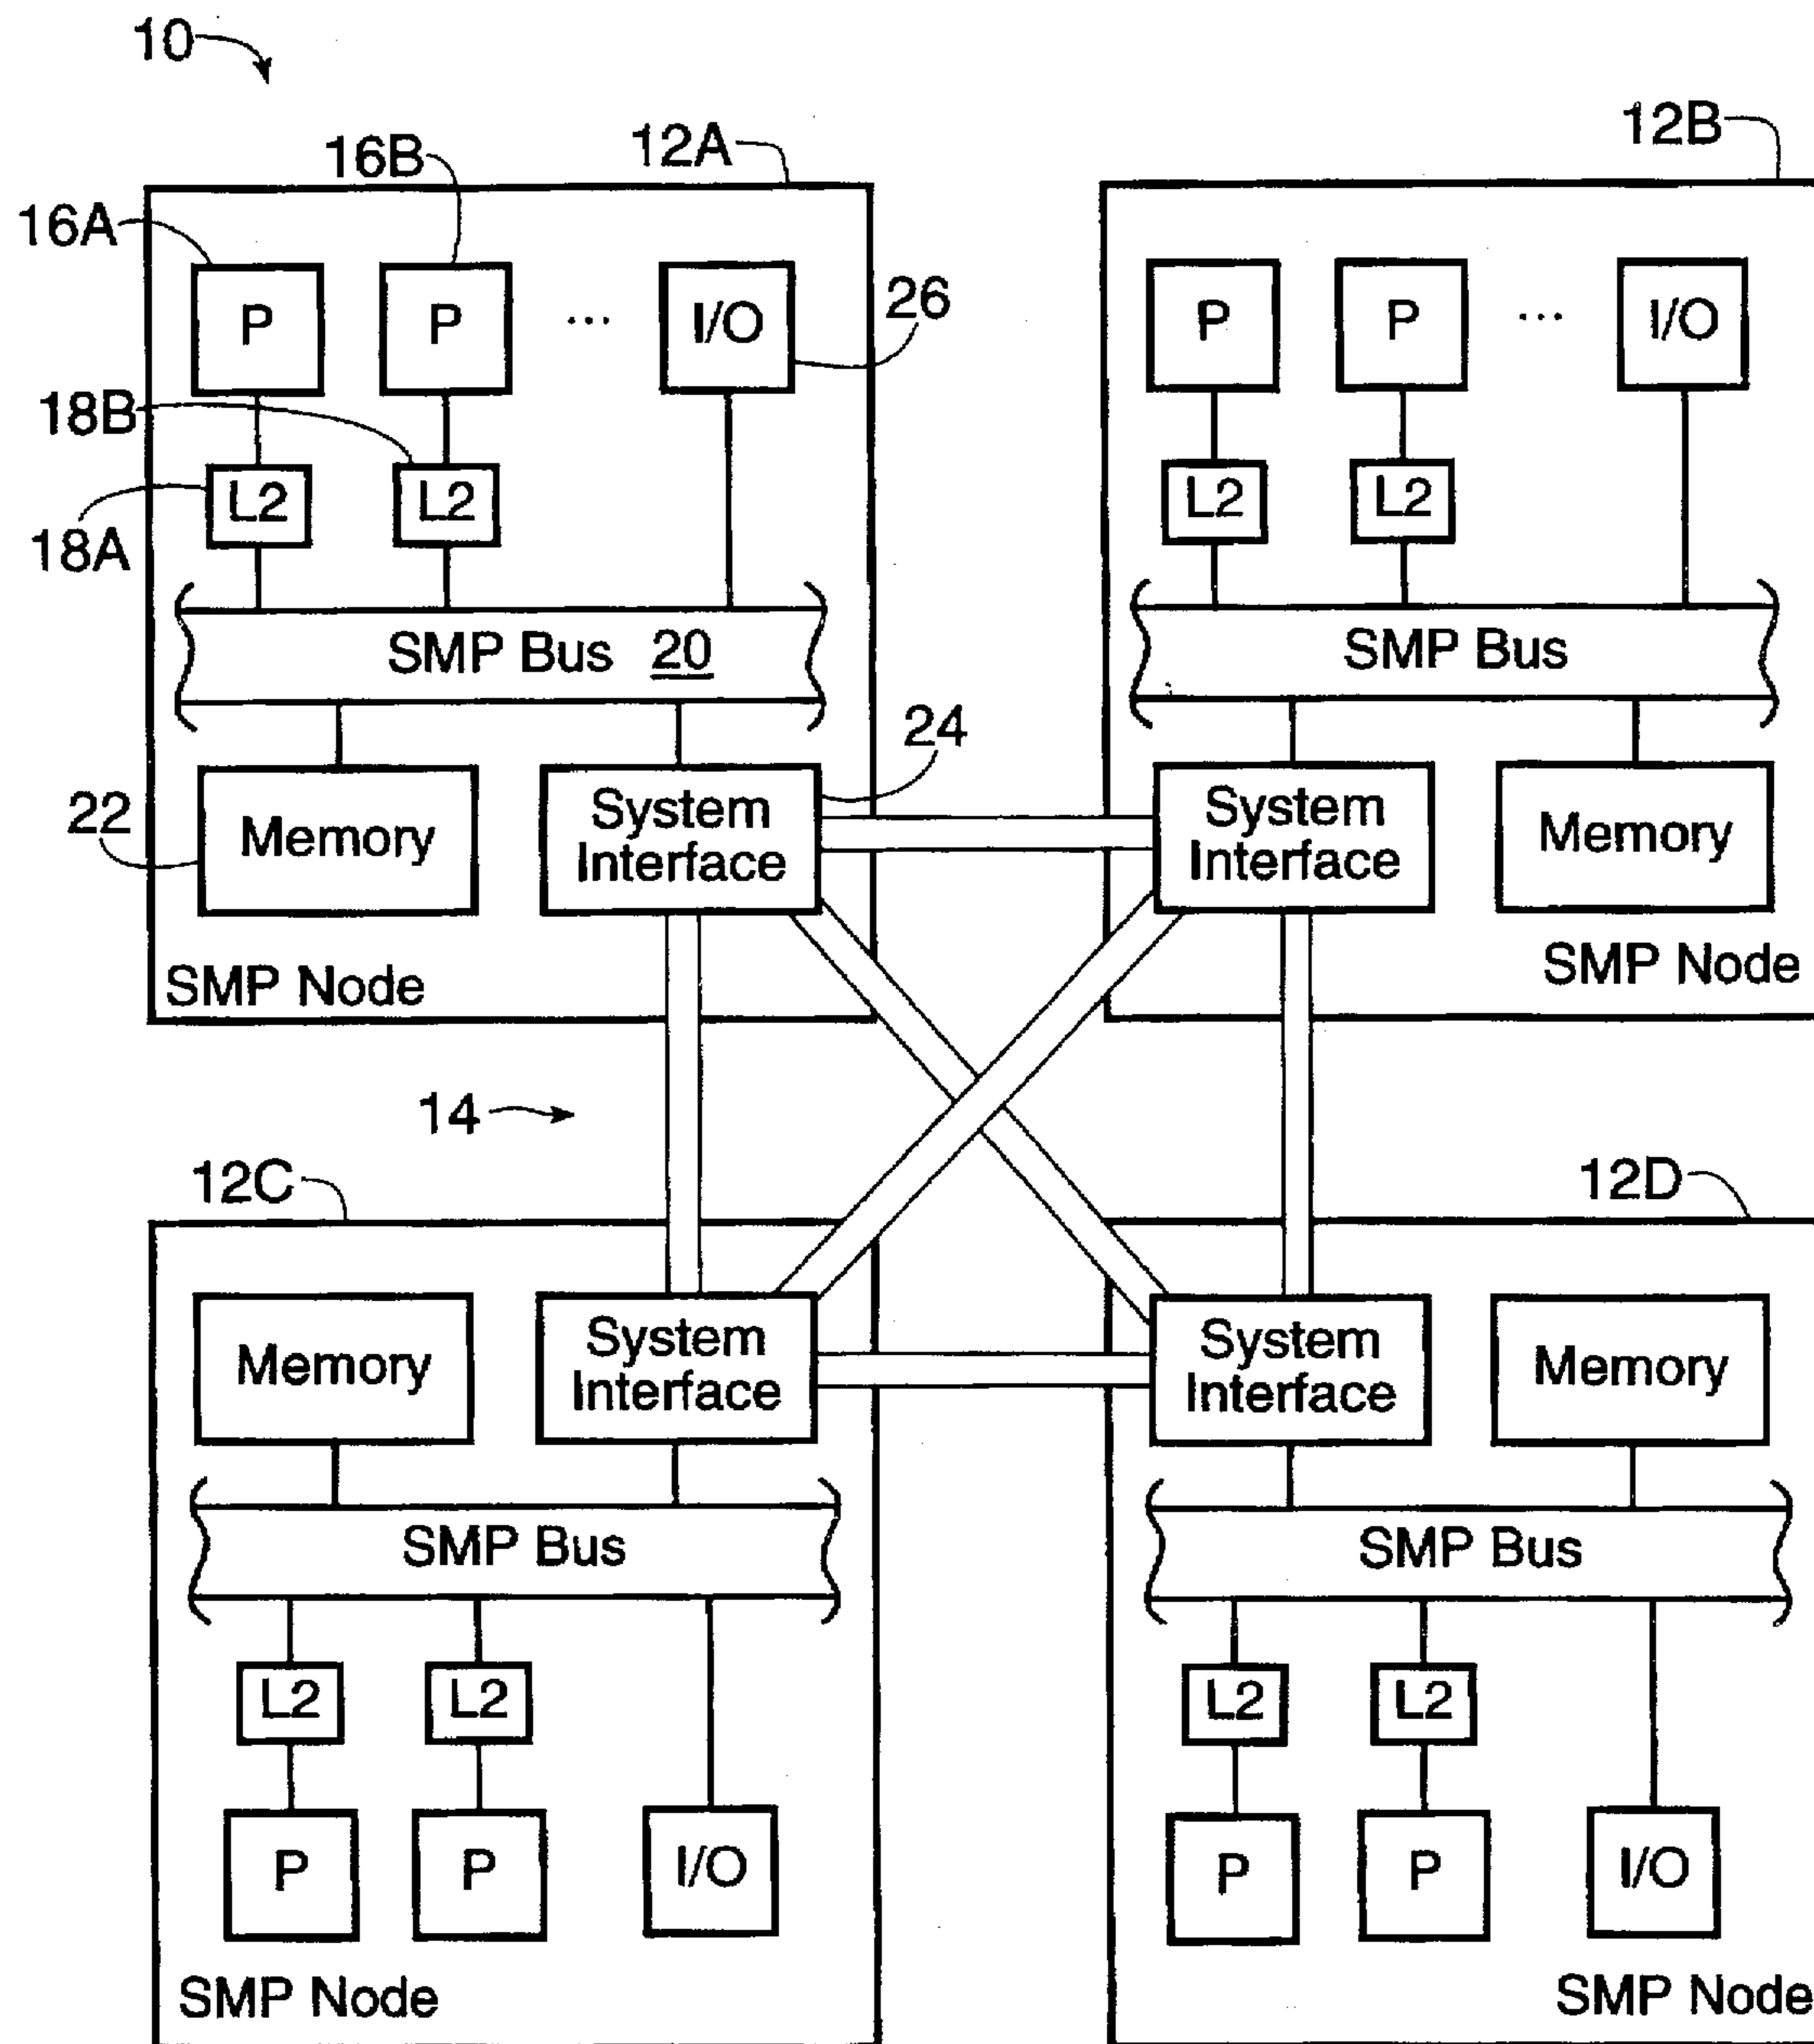 10
12A
12B
16B
16A
P
P
...
I/O
26
P
P
...
I/O
18B
L2
L2
18A
L2
L2
SMP Bus 20
SMP Bus
24
22
Memory
System
Interface
System
Interface
Memory
SMP Node
SMP Node
14
12C
12D
Memory
System
Interface
System
Interface
Memory
SMP Bus
SMP Bus
L2
L2
L2
L2
P
P
I/O
P
P
I/O
SMP Node
SMP Node